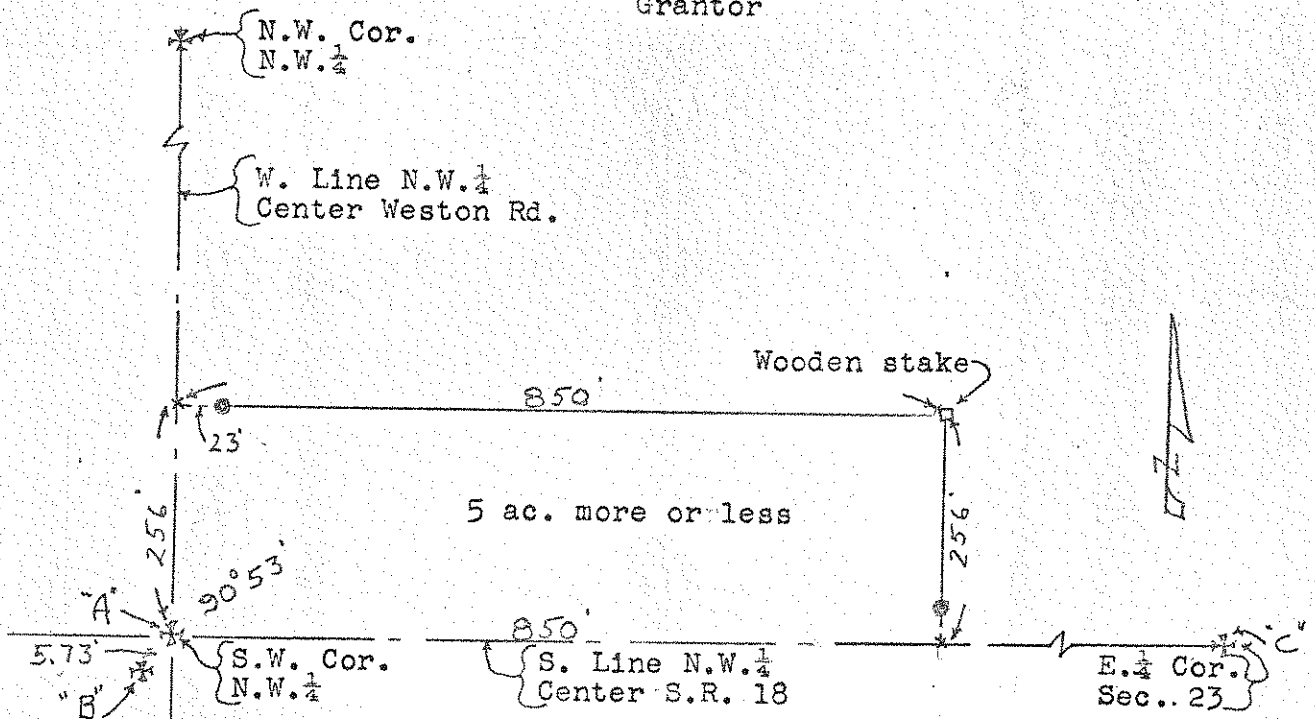 Grantor
N.W. Cor.
N.W.¼
W. Line N.W.¼
Center Weston Rd.
Wooden stake
850'
23'
256'
5 ac. more or less
256'
Z
90°53'
"A"
850'
5.73'
"B"
S.W. Cor.
N.W.¼
S. Line N.W.¼
Center S.R. 18
E.¼ Cor.
Sec. 23
"C"